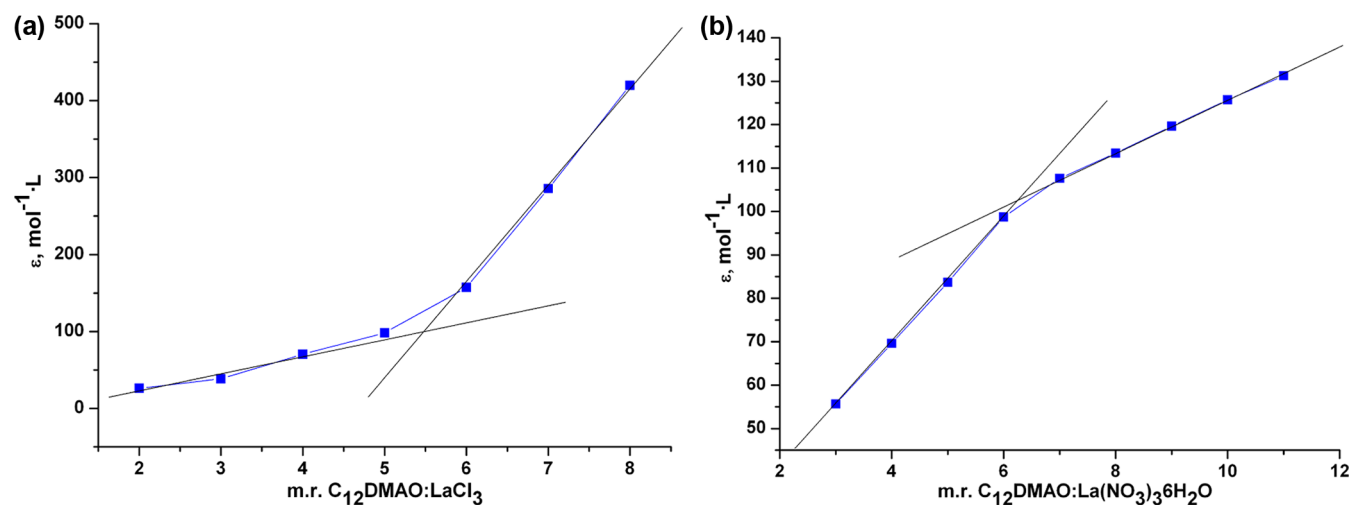 (a)
500
400
300
200
100
0
ε, mol⁻¹·L
2 3 4 5 6 7 8
m.r. C₁₂DMAO:LaCl₃
(b)
140
130
120
110
100
90
80
70
60
50
ε, mol⁻¹·L
2 4 6 8 10 12
m.r. C₁₂DMAO:La(NO₃)₃6H₂O